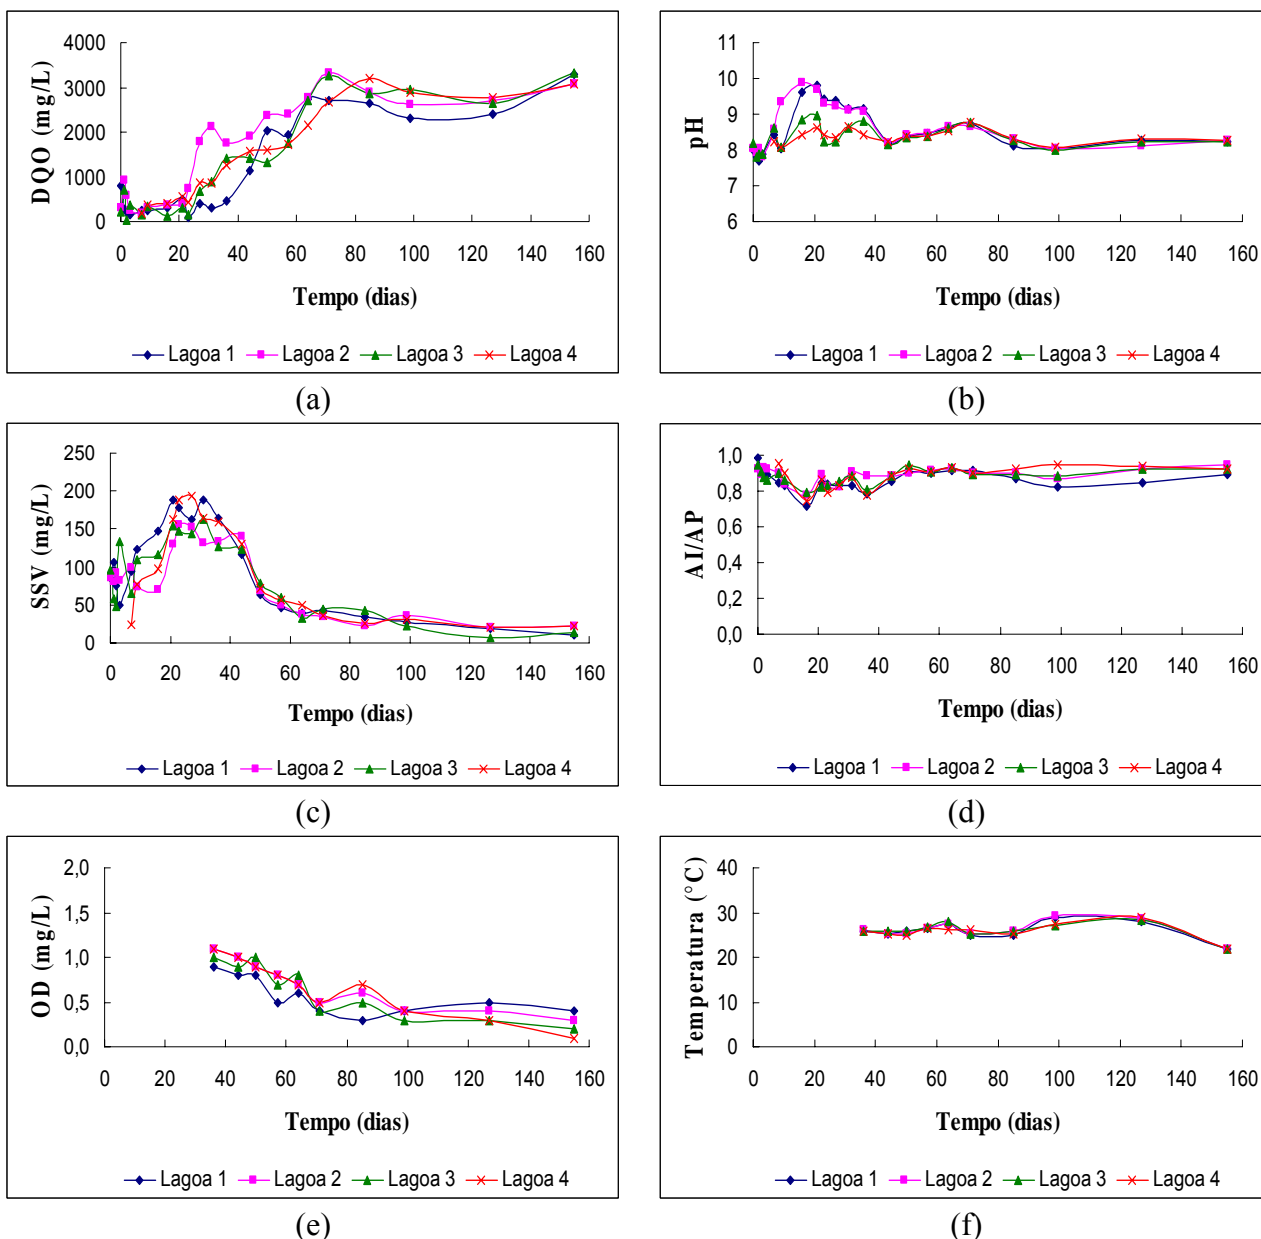 4000
3000
2000
1000
0
DQO (mg/L)
0 20 40 60 80 100 120 140 160
Tempo (dias)
Lagoa 1 Lagoa 2 Lagoa 3 Lagoa 4
(a)
11
10
9
8
7
6
pH
0 20 40 60 80 100 120 140 160
Tempo (dias)
Lagoa 1 Lagoa 2 Lagoa 3 Lagoa 4
(b)
250
200
150
100
50
0
SSV (mg/L)
0 20 40 60 80 100 120 140 160
Tempo (dias)
Lagoa 1 Lagoa 2 Lagoa 3 Lagoa 4
(c)
1,0
0,8
0,6
0,4
0,2
0,0
AI/AP
0 20 40 60 80 100 120 140 160
Tempo (dias)
Lagoa 1 Lagoa 2 Lagoa 3 Lagoa 4
(d)
2,0
1,5
1,0
0,5
0,0
OD (mg/L)
0 20 40 60 80 100 120 140 160
Tempo (dias)
Lagoa 1 Lagoa 2 Lagoa 3 Lagoa 4
(e)
40
30
20
10
0
Temperatura (°C)
0 20 40 60 80 100 120 140 160
Tempo (dias)
Lagoa 1 Lagoa 2 Lagoa 3 Lagoa 4
(f)